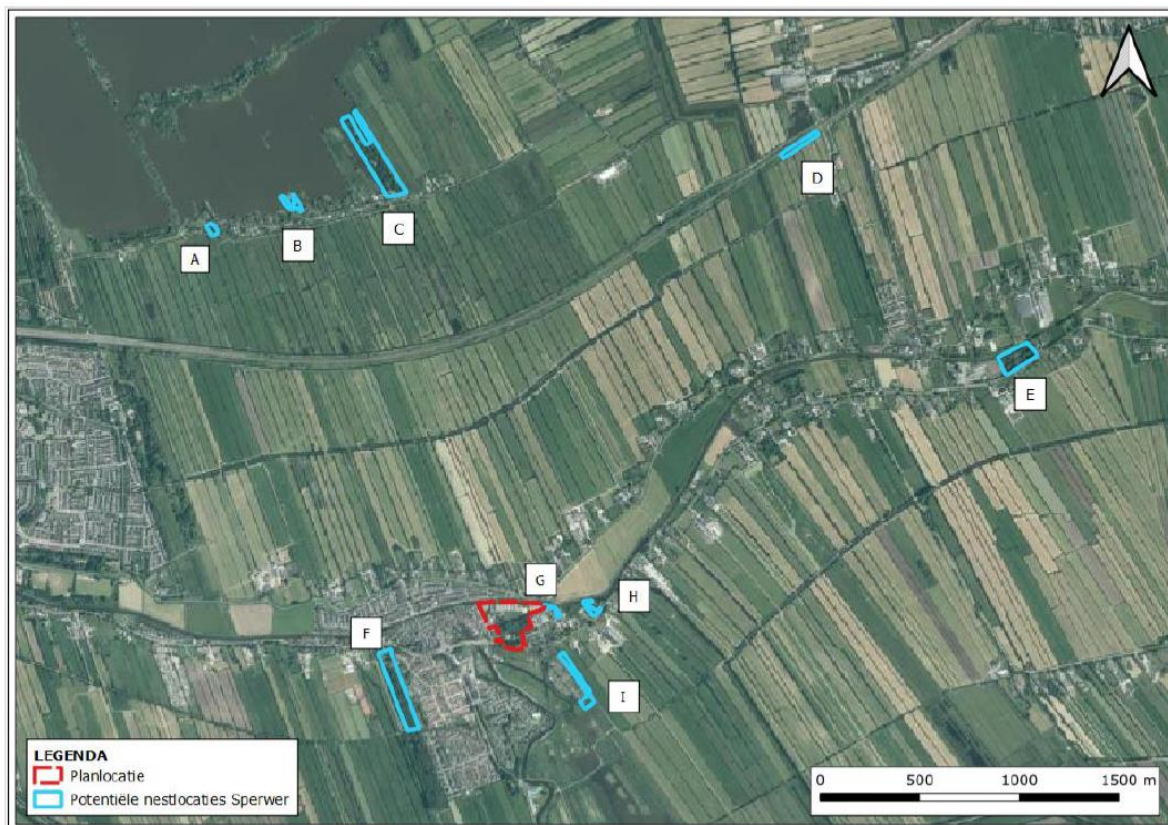 D
C
B
A
E
G
H
F
I
LEGENDA
Planlocatie
Potentiële nestlocaties Sperwer
0 500 1000 1500 m